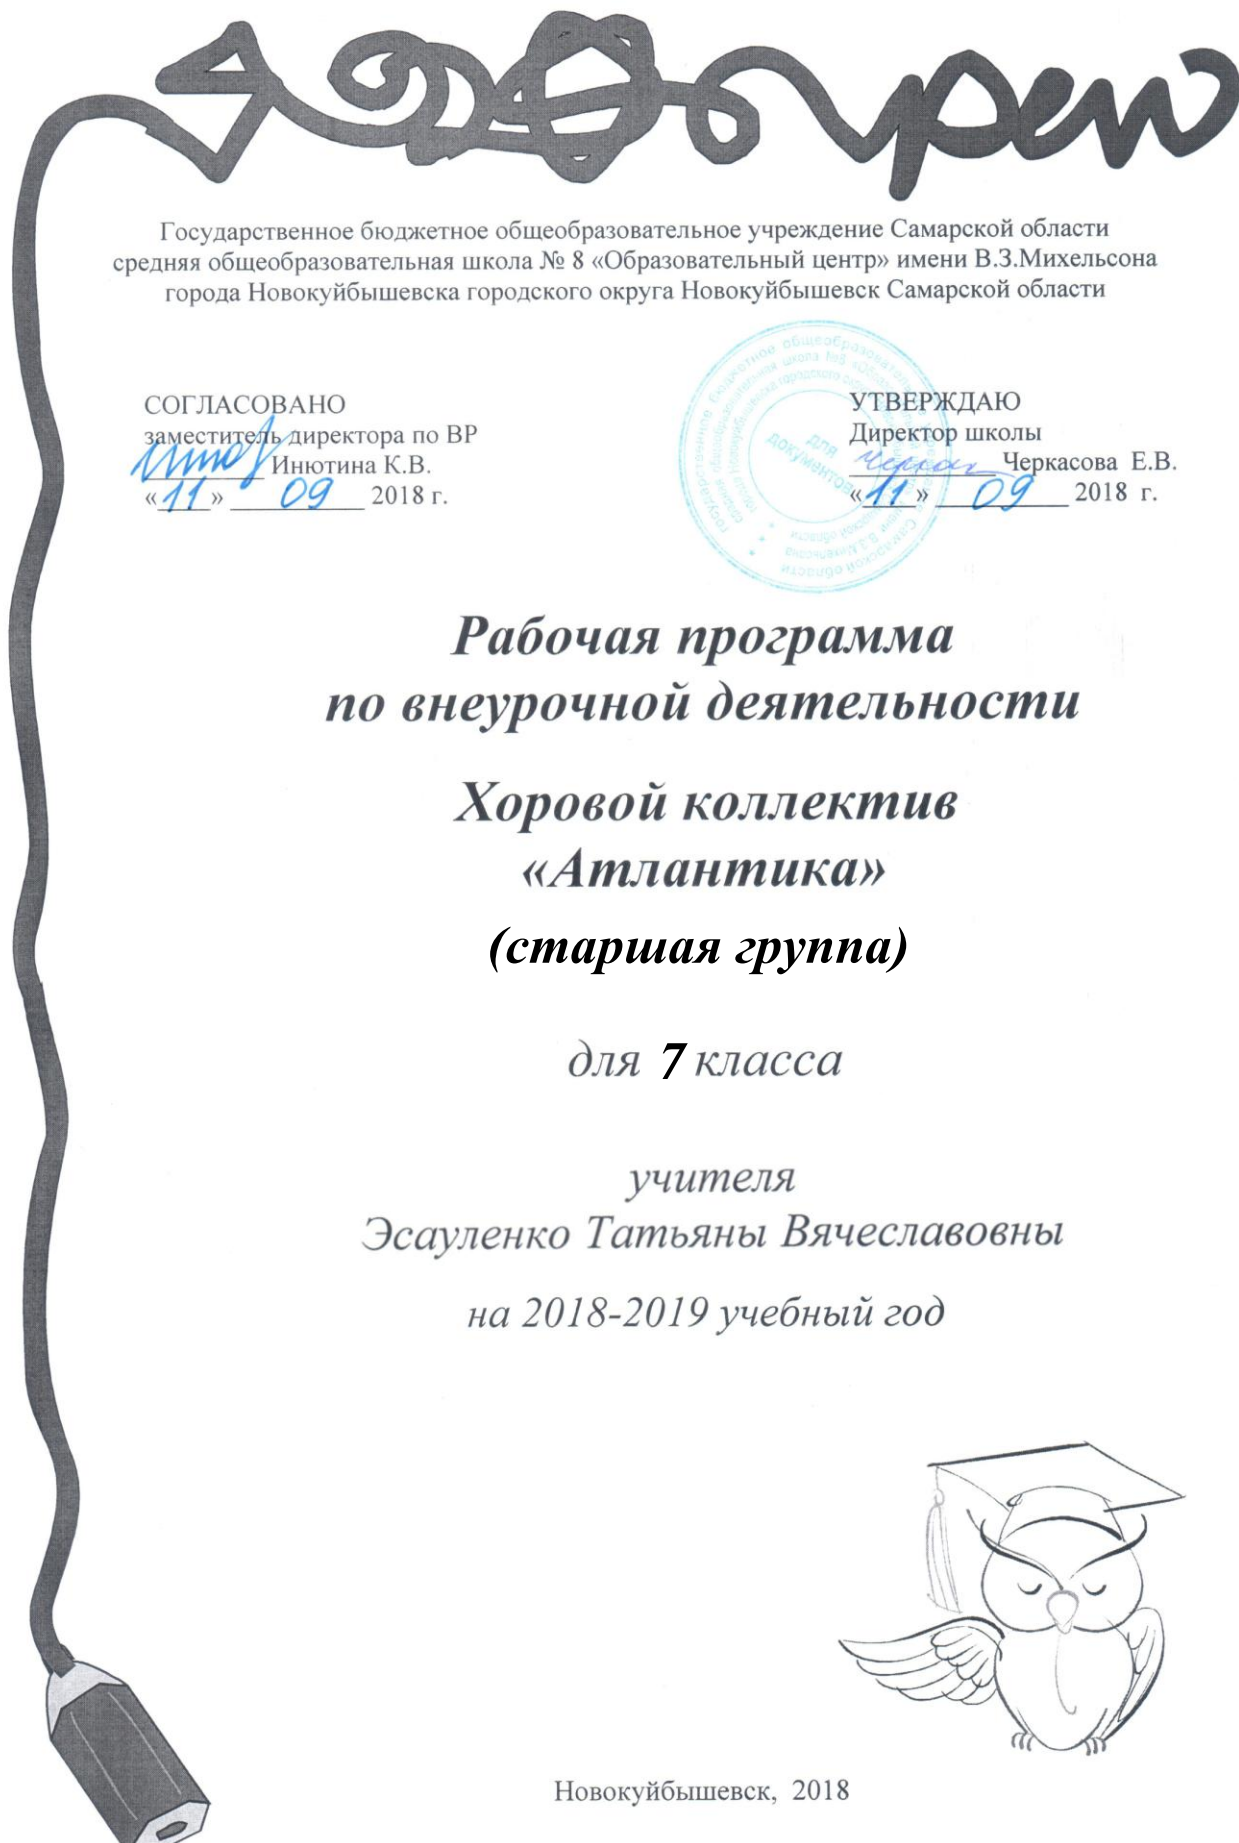 Государственное бюджетное общеобразовательное учреждение Самарской области
средняя общеобразовательная школа № 8 «Образовательный центр» имени В.З.Михельсона
города Новокуйбышевска городского округа Новокуйбышевск Самарской области
СОГЛАСОВАНО
заместитель директора по ВР
Инютина К.В.
«11» 09 2018 г.
УТВЕРЖДАЮ
Директор школы
Черкасова Е.В.
«11» 09 2018 г.
для
документов
Рабочая программа
по внеурочной деятельности
Хоровой коллектив
«Атлантика»
(старшая группа)
для 7 класса
учителя
Эсауленко Татьяны Вячеславовны
на 2018-2019 учебный год
Новокуйбышевск, 2018